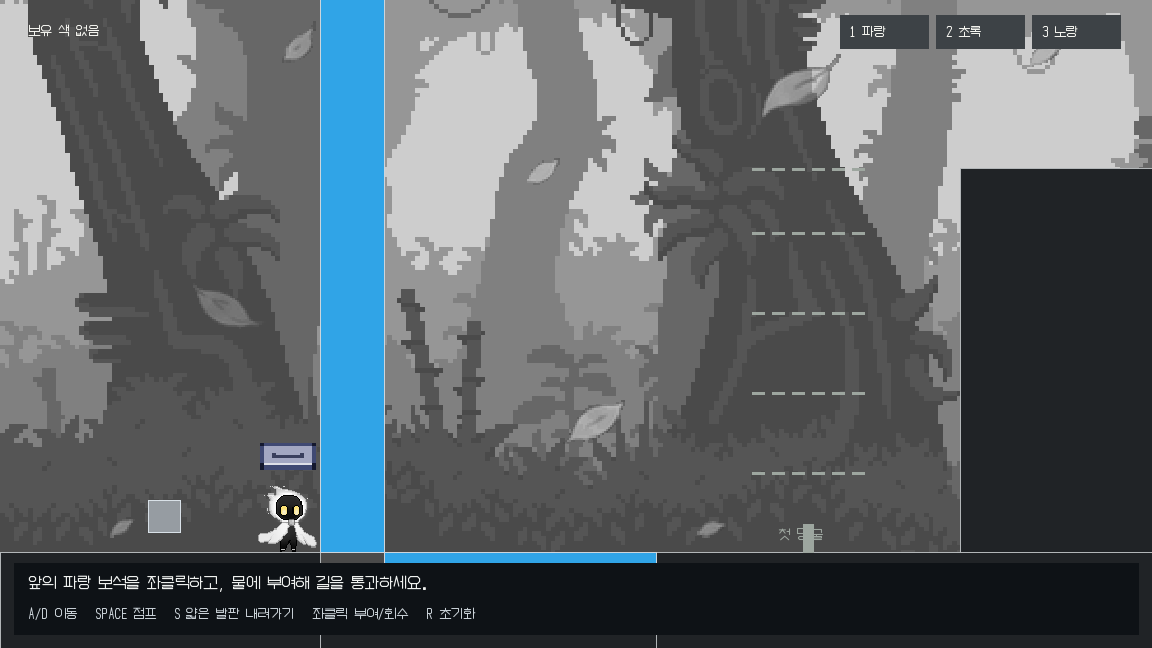 보유 색 없음
1 파랑
2 초록
3 노랑
앞의 파랑 보석을 좌클릭하고, 물에 부여해 길을 통과하세요.
A/D 이동 SPACE 점프 S 얇은 발판 내려가기 좌클릭 부여/회수 R 초기화